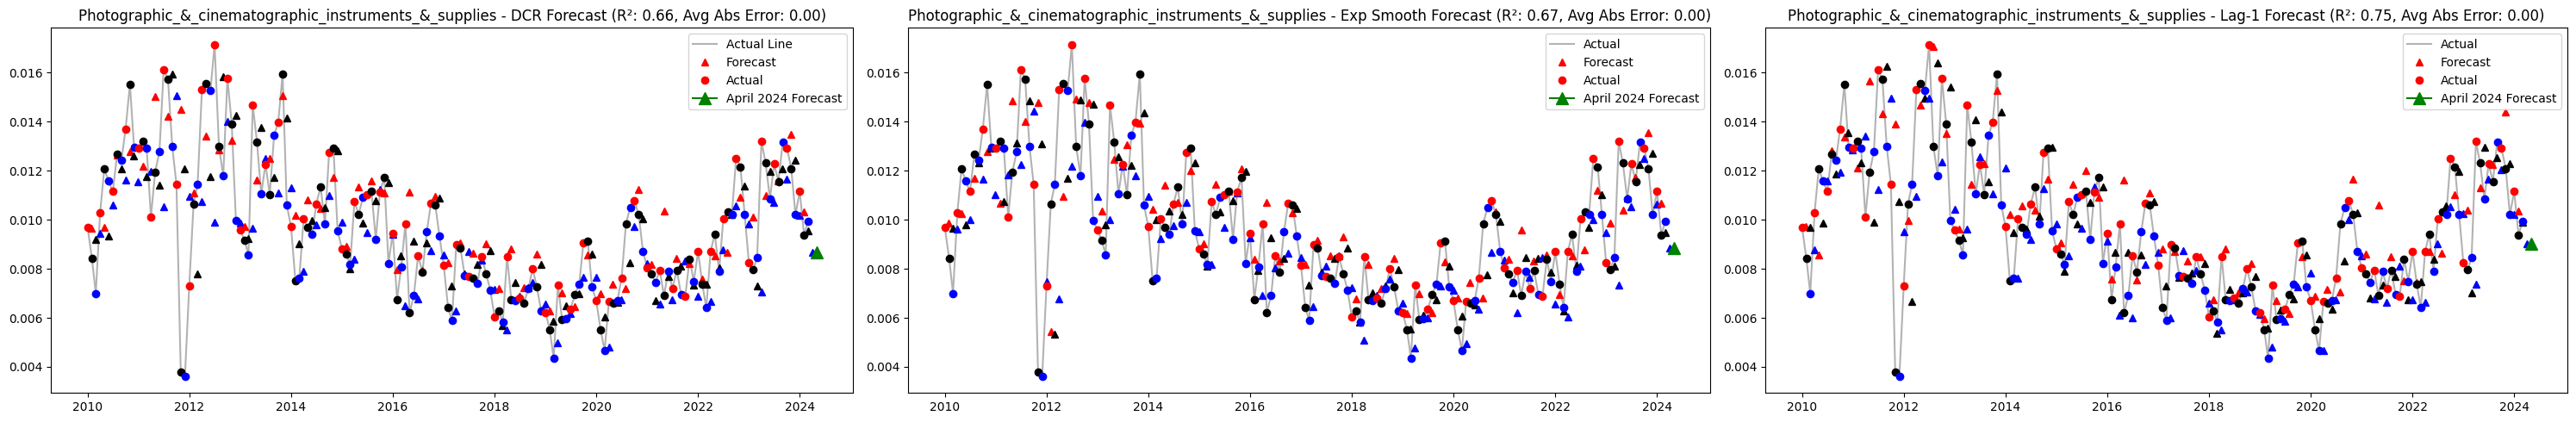 Photographic_&_cinematographic_instruments_&_supplies - DCR Forecast (R²: 0.66, Avg Abs Error: 0.00)
Actual Line
Forecast
Actual
April 2024 Forecast
0.016
0.014
0.012
0.010
0.008
0.006
0.004
2010 2012 2014 2016 2018 2020 2022 2024
Photographic_&_cinematographic_instruments_&_supplies - Exp Smooth Forecast (R²: 0.67, Avg Abs Error: 0.00)
Actual
Forecast
Actual
April 2024 Forecast
0.016
0.014
0.012
0.010
0.008
0.006
0.004
2010 2012 2014 2016 2018 2020 2022 2024
Photographic_&_cinematographic_instruments_&_supplies - Lag-1 Forecast (R²: 0.75, Avg Abs Error: 0.00)
Actual
Forecast
Actual
April 2024 Forecast
0.016
0.014
0.012
0.010
0.008
0.006
0.004
2010 2012 2014 2016 2018 2020 2022 2024